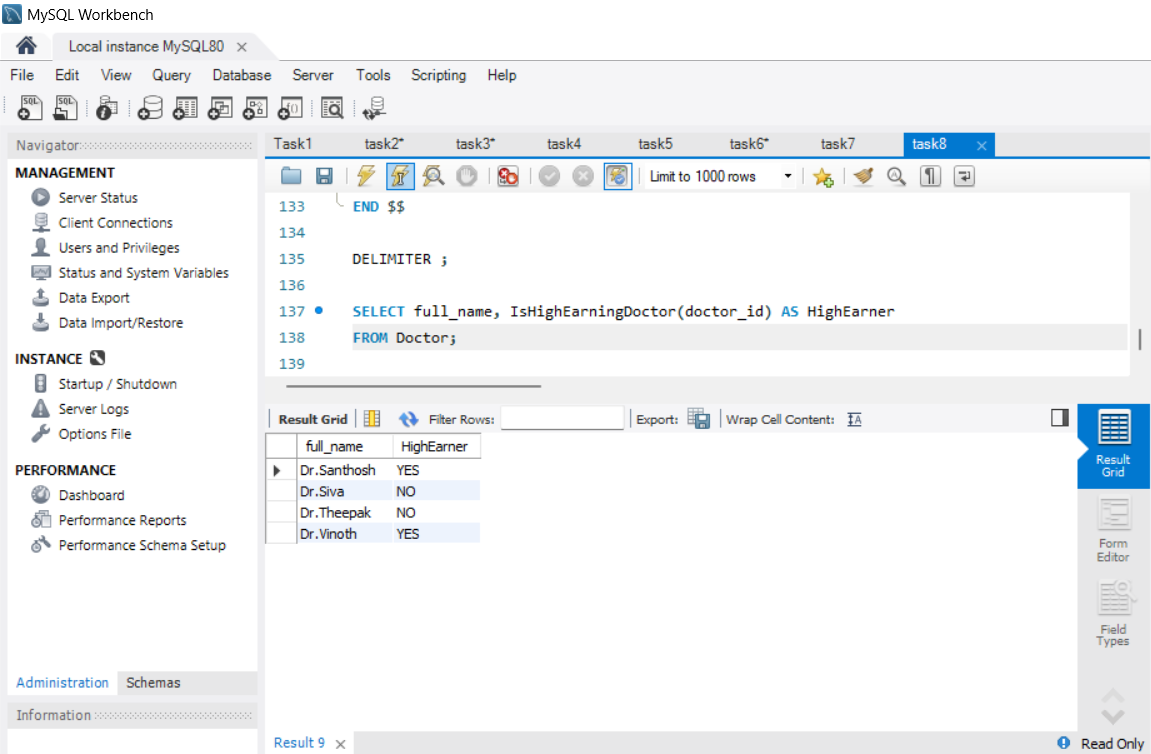 MySQL Workbench
Local instance MySQL80
File Edit View Query Database Server Tools Scripting Help
Navigator
MANAGEMENT
Server Status
Client Connections
Users and Privileges
Status and System Variables
Data Export
Data Import/Restore
INSTANCE
Startup / Shutdown
Server Logs
Options File
PERFORMANCE
Dashboard
Performance Reports
Performance Schema Setup
Administration Schemas
Information
Task1 task2* task3* task4 task5 task6* task7 task8
Limit to 1000 rows
133 END $$
134
135 DELIMITER ;
136
137 SELECT full_name, IsHighEarningDoctor(doctor_id) AS HighEarner
138 FROM Doctor;
139
Result Grid Filter Rows: Export: Wrap Cell Content:
full_name HighEarner
Dr.Santhosh YES
Dr.Siva NO
Dr.Theepak NO
Dr.Vinoth YES
Result
Grid
Form
Editor
Field
Types
Result 9
Read Only